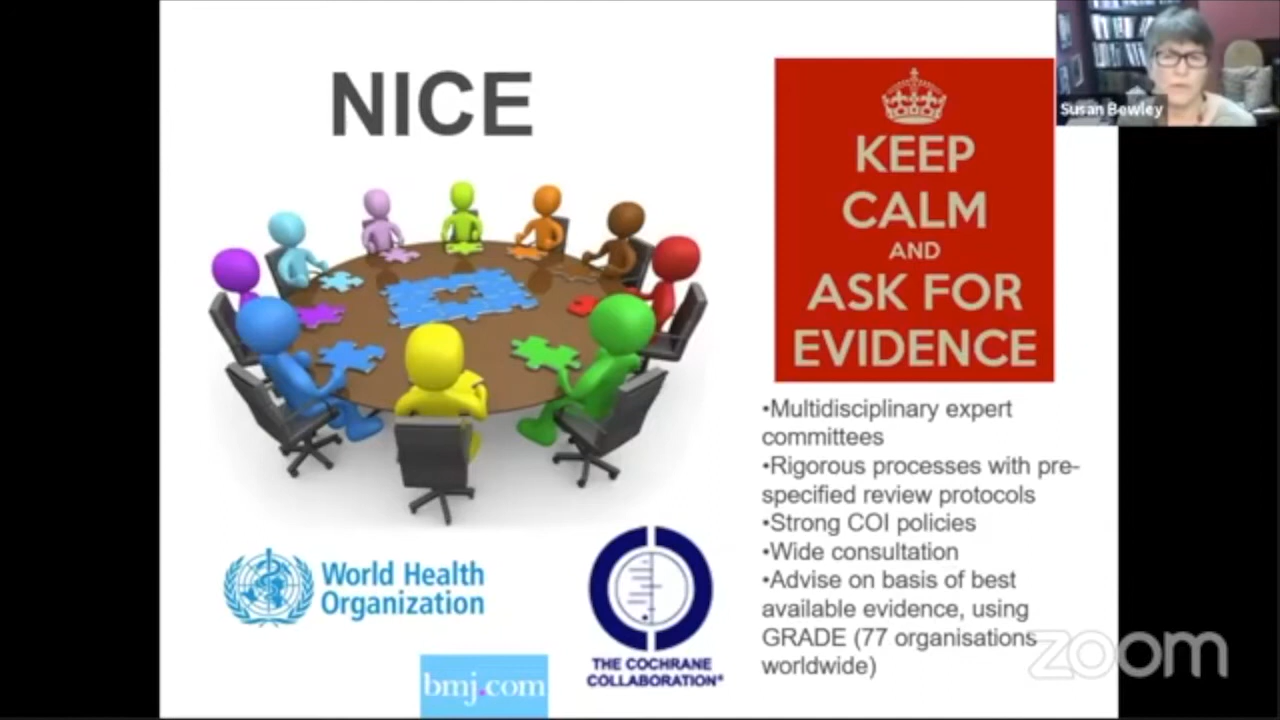 NICE
KEEP
CALM
AND
ASK FOR
EVIDENCE
Susan Bewley
•Multidisciplinary expert
committees
•Rigorous processes with pre-
specified review protocols
•Strong COI policies
•Wide consultation
•Advise on basis of best
available evidence, using
GRADE (77 organisations
worldwide)
World Health
Organization
THE COCHRANE
COLLABORATION®
bmj.com
zoom